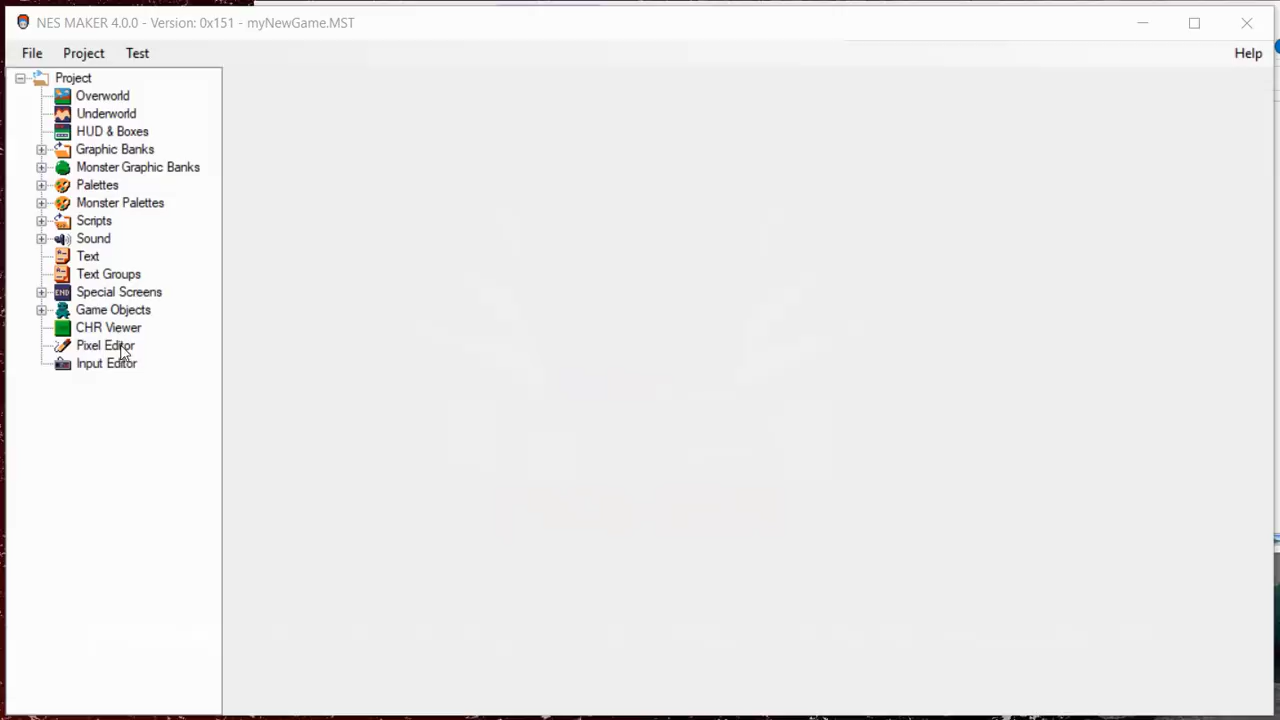 NES MAKER 4.0.0 - Version: 0x151 - myNewGame.MST
File Project Test Help
Project
Overworld
Underworld
HUD & Boxes
Graphic Banks
Monster Graphic Banks
Palettes
Monster Palettes
Scripts
Sound
Text
Text Groups
END Special Screens
Game Objects
CHR Viewer
Pixel Editor
Input Editor